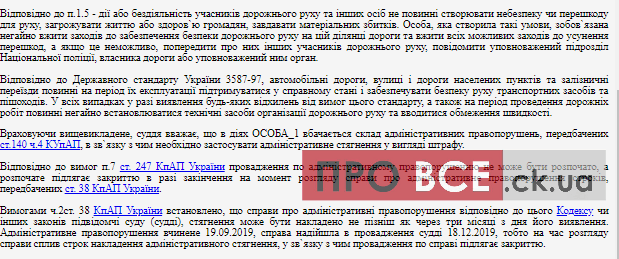 Відповідно до п.1.5 - дії або бездіяльність учасників дорожнього руху та інших осіб не повинні створювати небезпеку чи перешкоду
для руху, загрожувати життю або здоров`ю громадян, завдавати матеріальних збитків. Особа, яка створила такі умови, зобов`язана
негайно вжити заходів до забезпечення безпеки дорожнього руху на цій ділянці дороги та вжити всіх можливих заходів до усунення
перешкод, а якщо це неможливо, попередити про них інших учасників дорожнього руху, повідомити уповноважений підрозділ
Національної поліції, власника дороги або уповноважений ним орган.
Відповідно до Державного стандарту України 3587-97, автомобільні дороги, вулиці і дороги населених пунктів та залізничні
переїзди повинні на період їх експлуатації підтримуватися у справному стані і забезпечувати безпеку руху транспортних засобів та
пішоходів. У всіх випадках у разі виявлення будь-яких відхилень від вимог цього стандарту, а також на період проведення дорожніх
робіт повинні негайно встановлюватися технічні засоби організації дорожнього руху та вводитися обмеження швидкості.
Враховуючи вищевикладене, суддя вважає, що в діях ОСОБА_1 вбачається склад адміністративних правопорушень, передбачених
ст.140 ч.4 КУпАП, в зв`язку з чим необхідно застосувати адміністративне стягнення у вигляді штрафу.
Відповідно до вимог п.7 ст. 247 КпАП України провадження по адміністративному правопорушенню не може бути розпочато, а
розпочате підлягає закриттю в разі закінчення на момент розгляду справи про адміністративне правопорушення строків,
передбачених ст. 38 КпАП України.
ПРО ВСЕ.ck.ua
Вимогами ч.2ст. 38 КпАП України встановлено, що справи про адміністративні правопорушення відповідно до цього Кодексу чи
інших законів підвідомчі суду (судді), стягнення може бути накладено не пізніш як через три місяці з дня його виявлення.
Адміністративне правопорушення вчинене 19.09.2019, справа надійшла в провадження судді 18.12.2019, тобто на час розгляду
справи сплив строк накладення адміністративного стягнення, у зв`язку з чим провадження по справі підлягає закриттю.